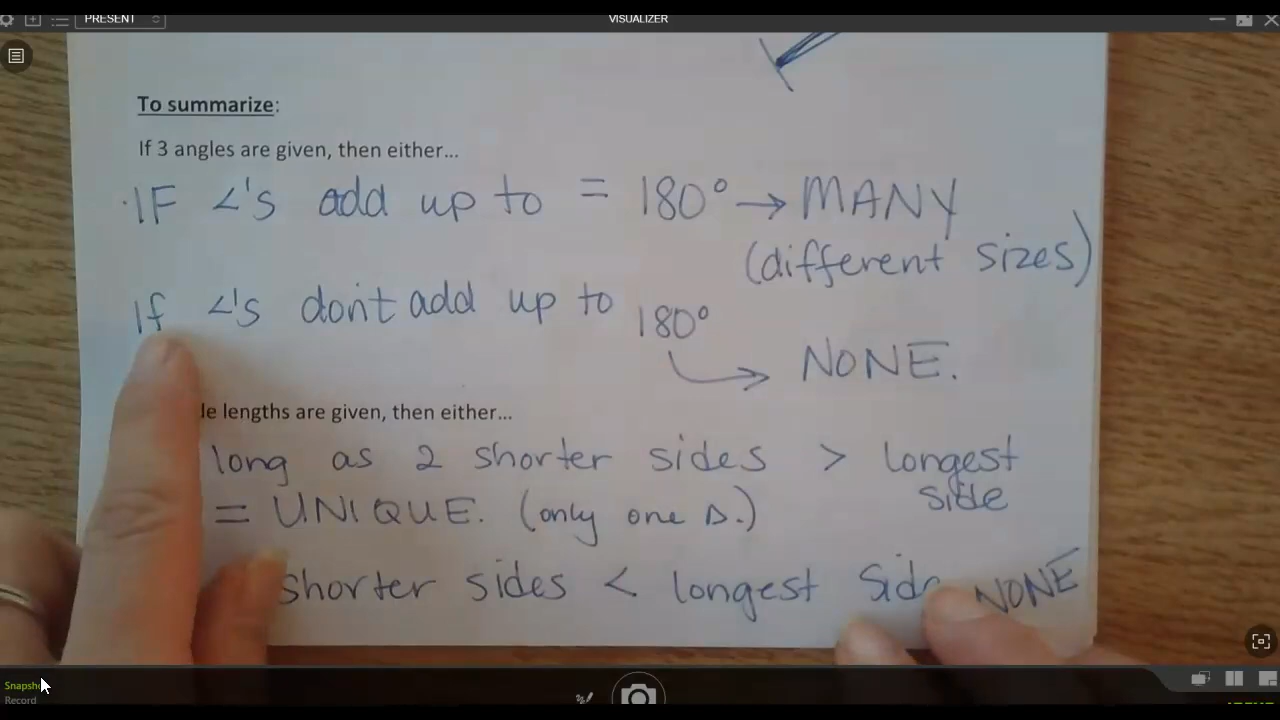 PRESENT
VISUALIZER
To summarize:
If 3 angles are given, then either...
IF ∠'s add up to = 180° → MANY
(different sizes)
If ∠'s don't add up to 180°
→ NONE.
lengths are given, then either...
long as 2 shorter sides > longest side
= UNIQUE. (only one △.)
shorter sides < longest Side NONE
Record